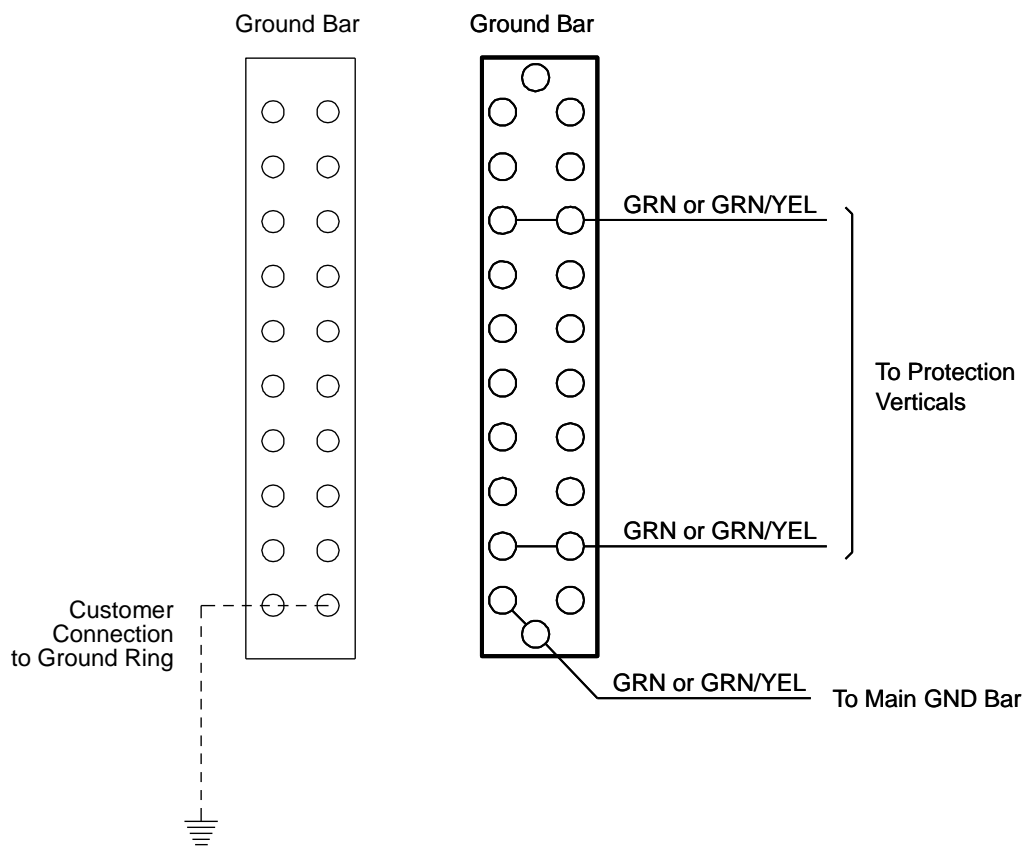 Ground Bar
Ground Bar
GRN or GRN/YEL
To Protection
Verticals
GRN or GRN/YEL
Customer
Connection
to Ground Ring
GRN or GRN/YEL
To Main GND Bar